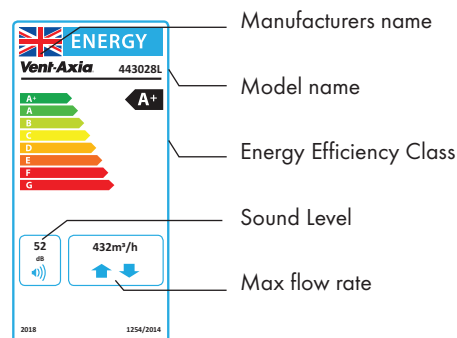 Manufacturers name
ENERGY
Vent-Axia 443028L
Model name
A+
A+
A
B
C
D
E
F
G
Energy Efficiency Class
Sound Level
52
dB
432m³/h
Max flow rate
2018 1254/2014